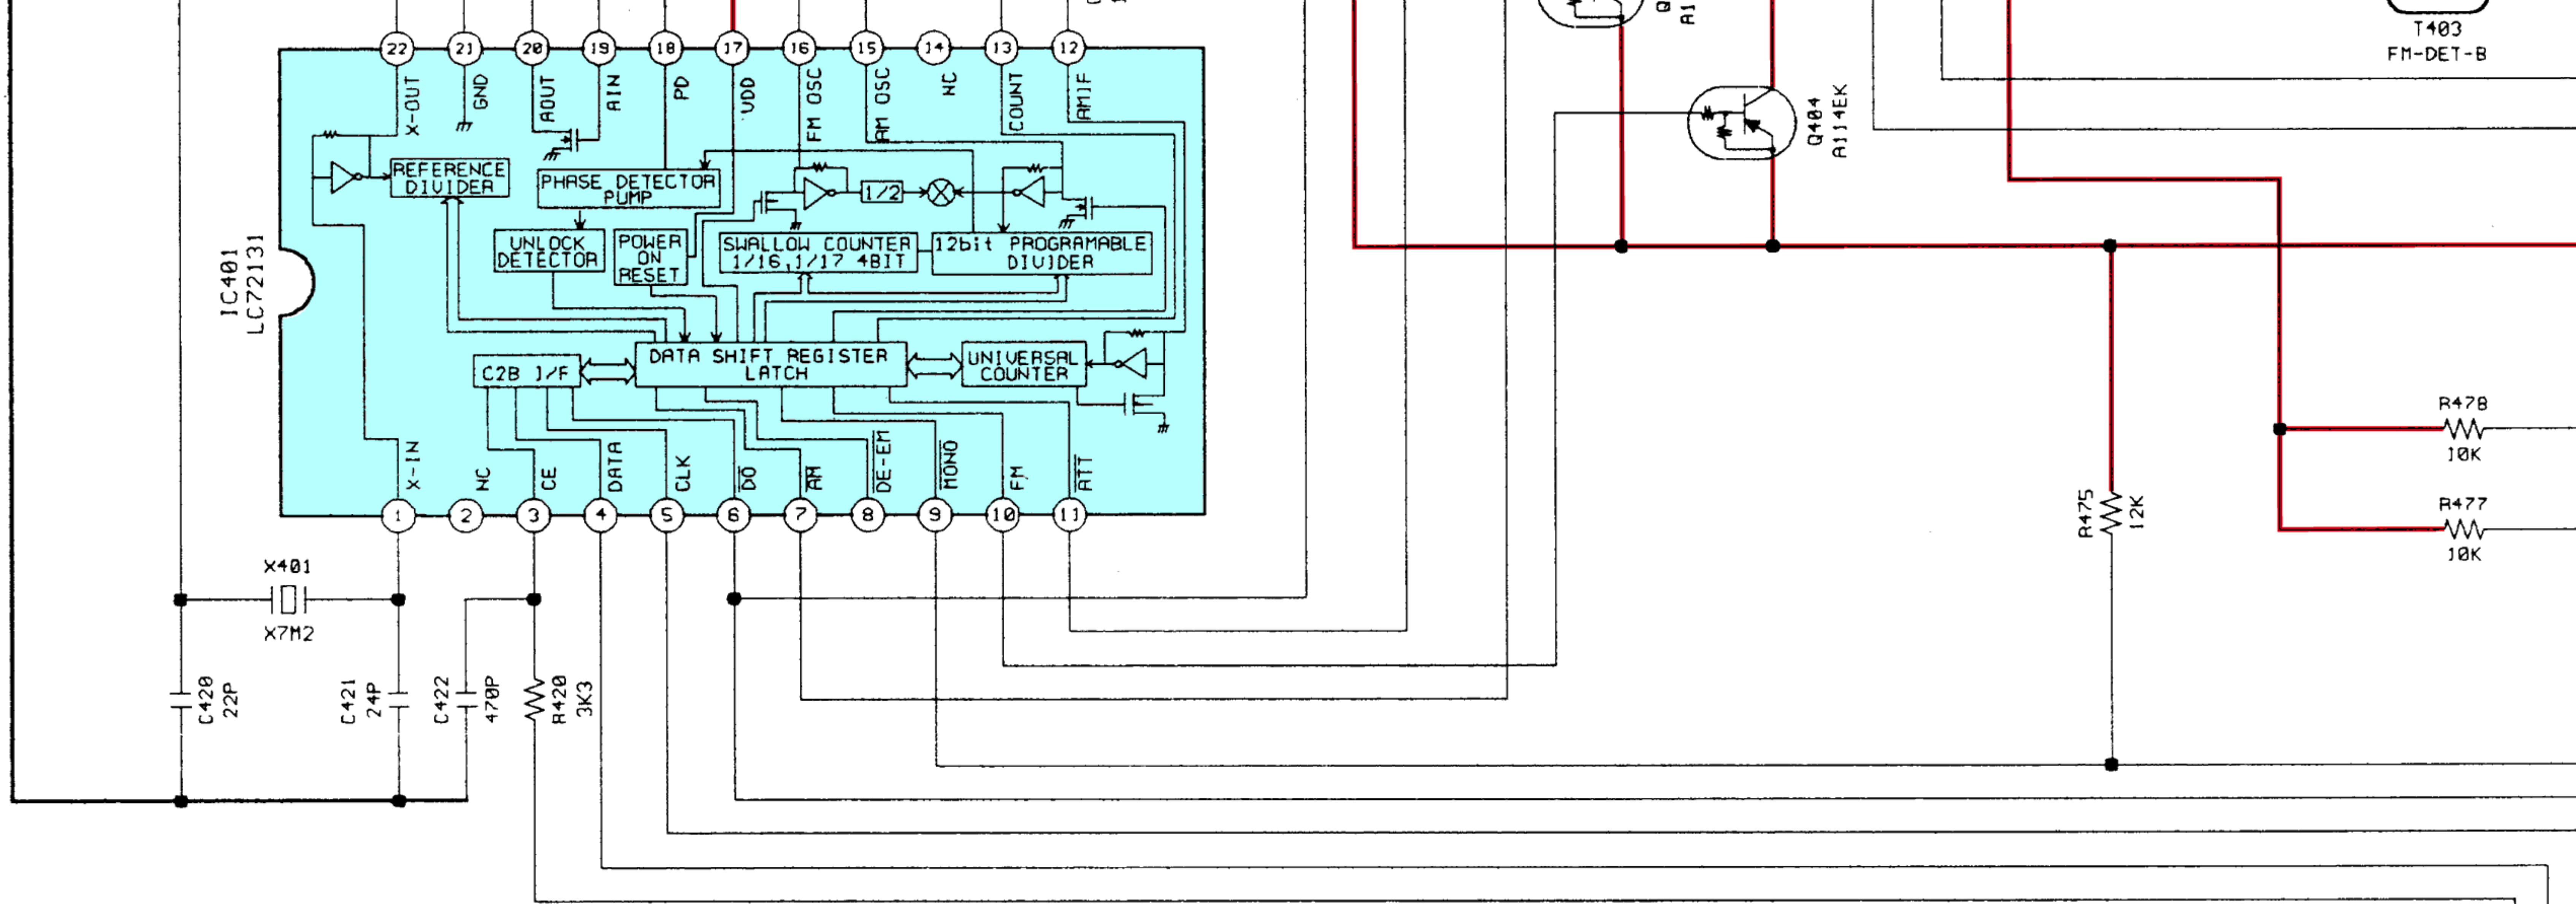 22
21
20
19
18
17
16
15
14
13
12
X-OUT
GND
AOUT
AIN
PD
VDD
FM OSC
AM OSC
NC
COUNT
AMIF
REFERENCE
DIVIDER
PHASE DETECTOR
PUMP
1/2
UNLOCK
DETECTOR
POWER
ON
RESET
SWALLOW COUNTER
1/16,1/17 4BIT
12bit PROGRAMABLE
DIVIDER
IC401
LC72131
C2B I/F
DATA SHIFT REGISTER
LATCH
UNIVERSAL
COUNTER
X-IN
NC
CE
DATA
CLK
DO
AM
DE-EM
MONO
FM
ATT
1
2
3
4
5
6
7
8
9
10
11
X401
X7M2
C420
22P
C421
24P
C422
470P
R420
3K3
Q404
A114EK
T403
FM-DET-B
R478
10K
R477
10K
R475
12K